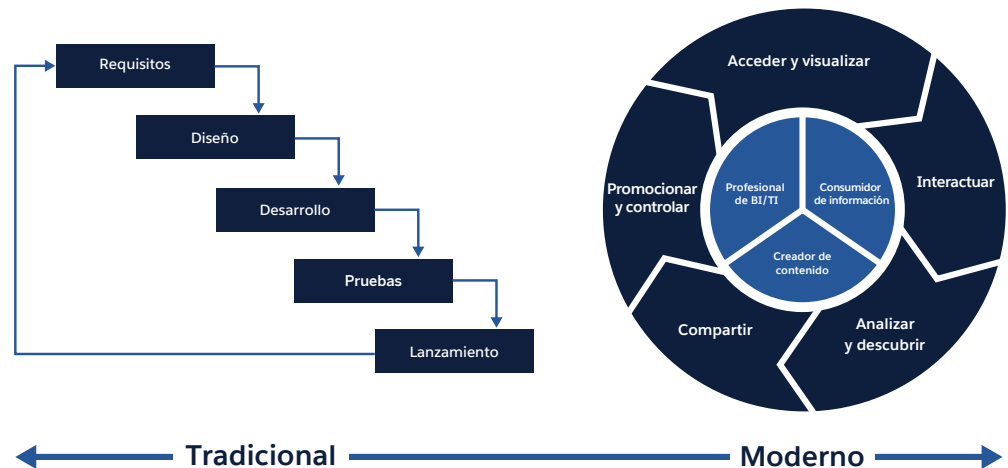 Requisitos
Diseño
Desarrollo
Pruebas
Lanzamiento
Acceder y visualizar
Interactuar
Analizar
y descubrir
Compartir
Promocionar
y controlar
Profesional
de BI/TI
Consumidor
de información
Creador de
contenido
Tradicional
Moderno